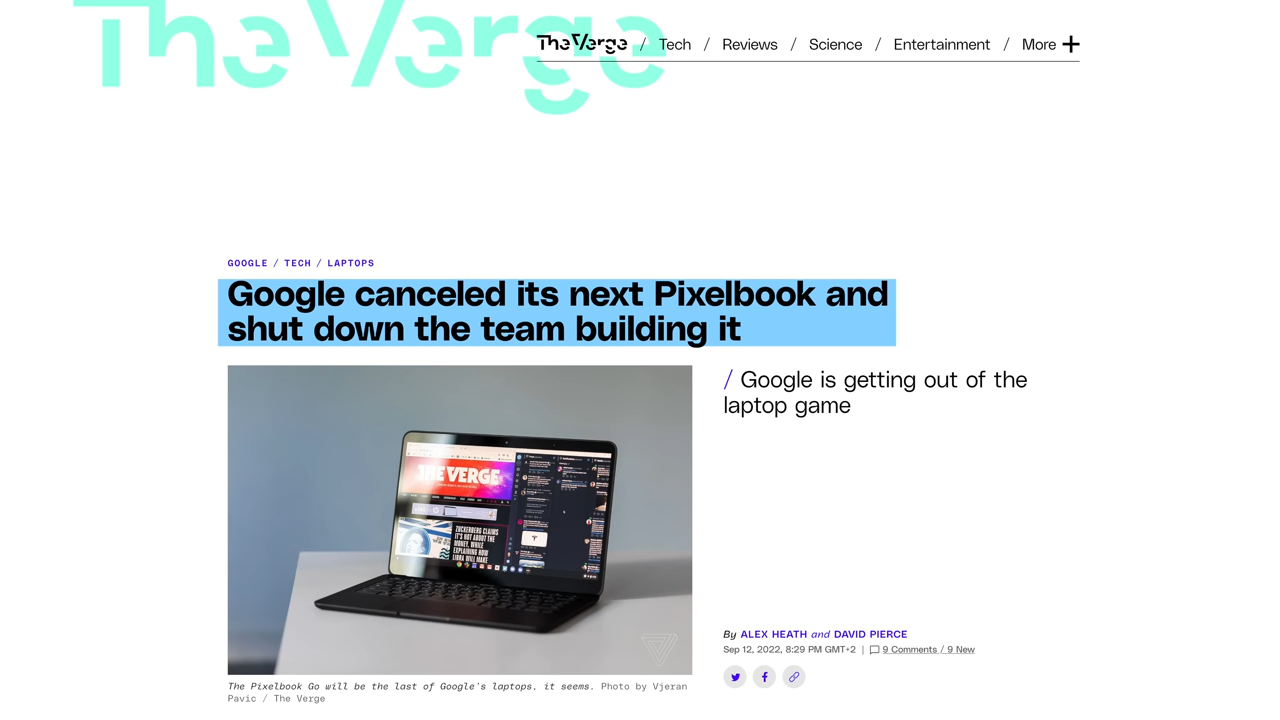 The Verge
The Verge / Tech / Reviews / Science / Entertainment / More
GOOGLE / TECH / LAPTOPS
Google canceled its next Pixelbook and
shut down the team building it
/ Google is getting out of the
laptop game
THE VERGE
ZUCKERBERG CLAIMS
IT'S NOT ABOUT THE
MONEY, WHILE
EXPLAINING HOW
LIBRA WILL MAKE
By ALEX HEATH and DAVID PIERCE
Sep 12, 2022, 8:29 PM GMT+2 | 9 Comments / 9 New
The Pixelbook Go will be the last of Google's laptops, it seems. Photo by Vjeran
Pavic / The Verge